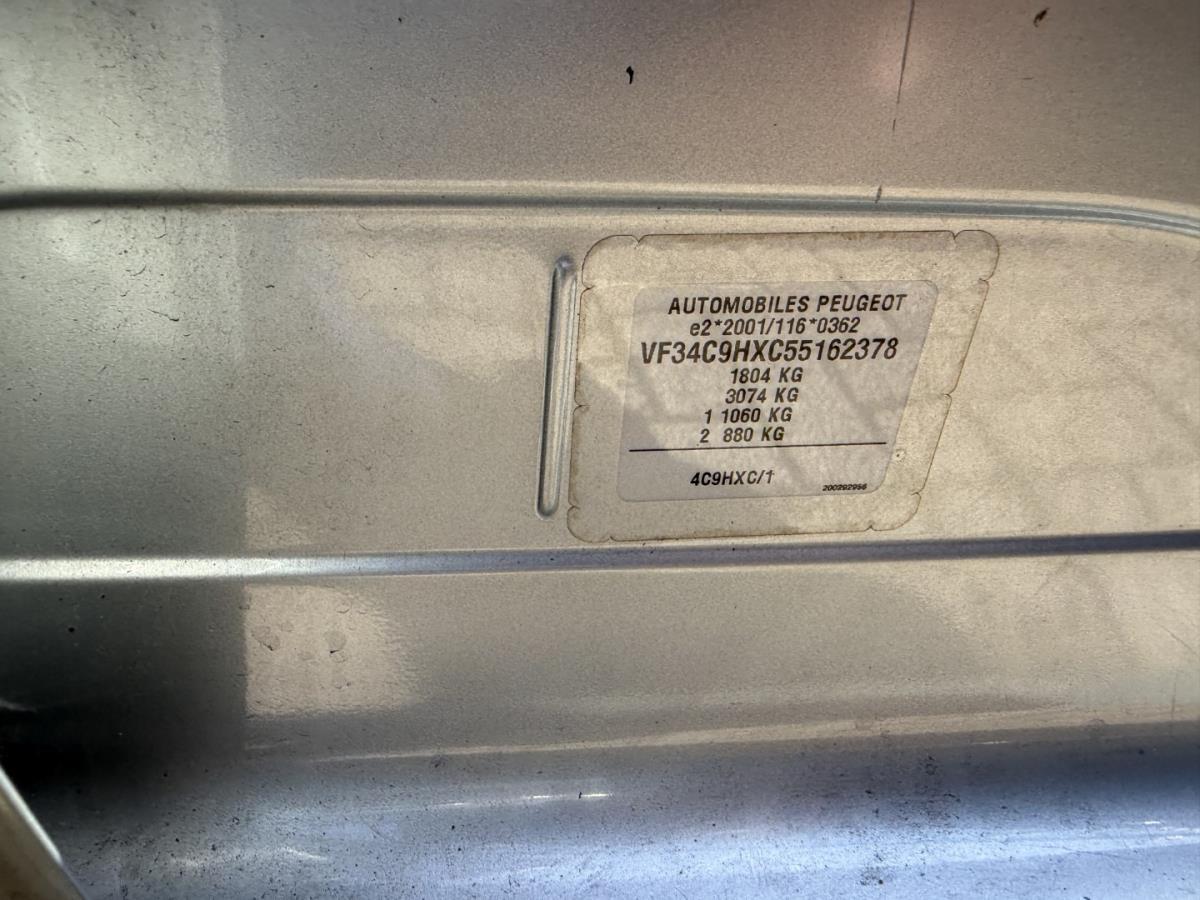 AUTOMOBILES PEUGEOT
e2*2001/116*0362
VF34C9HXC55162378
1804 KG
3074 KG
1 1060 KG
2 880 KG
4C9HXC/1
200292956